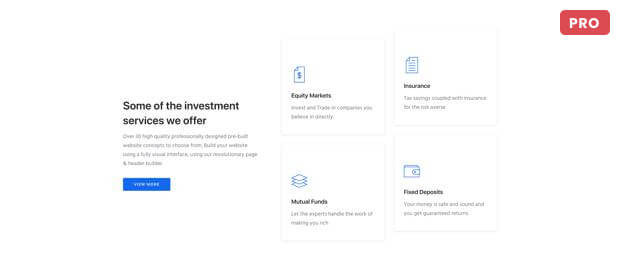 PRO
Some of the investment
services we offer
Over 60 high quality professionally designed pre-built
website concepts to choose from. Build your website
using a fully visual interface, using our revolutionary page
& header builder.
VIEW MORE
Equity Markets
Invest and Trade in companies you
believe in directly.
Mutual Funds
Let the experts handle the work of
making you rich
Insurance
Tax savings coupled with insurance
for the risk averse
Fixed Deposits
Your money is safe and sound and
you get guaranteed returns